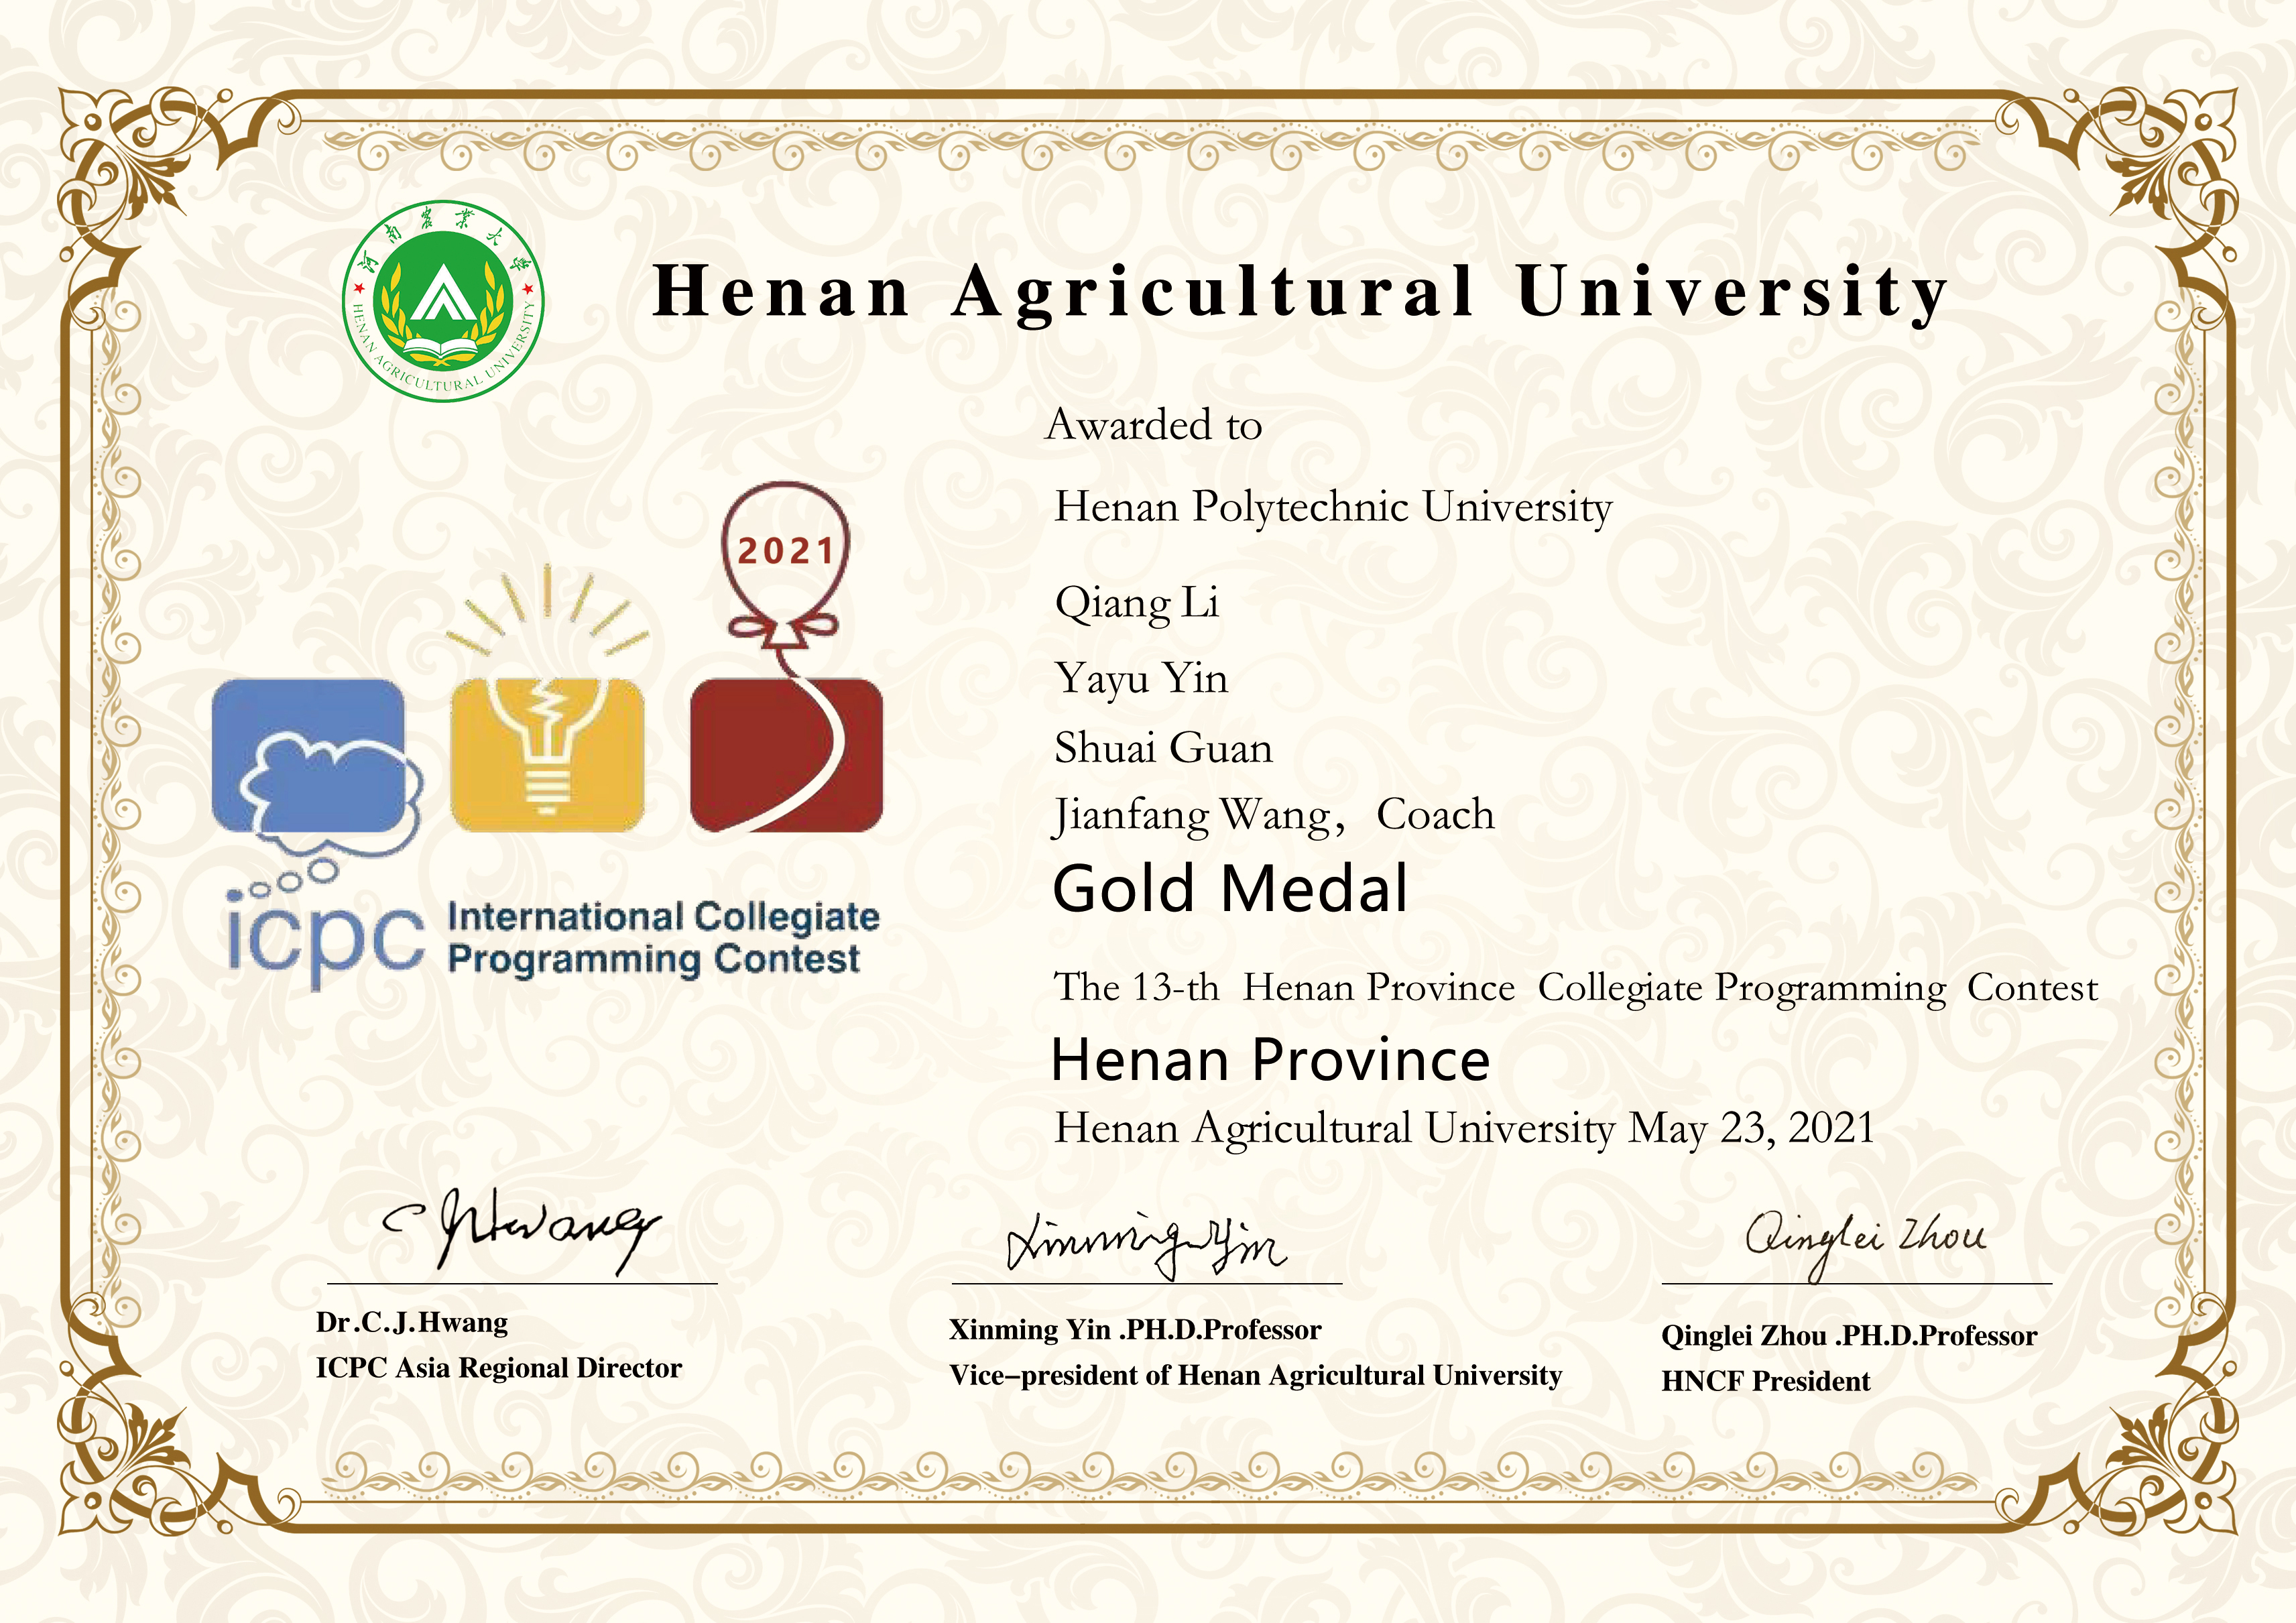 河南农业大学
HENAN AGRICULTURAL UNIVERSITY
Henan Agricultural University
Awarded to
Henan Polytechnic University
2021
Qiang Li
Yayu Yin
Shuai Guan
Jianfang Wang，Coach
Gold Medal
icpc International Collegiate
Programming Contest
The 13-th Henan Province Collegiate Programming Contest
Henan Province
Henan Agricultural University May 23, 2021
C J Hwang
Xinming Yin
Qinglei Zhou
Dr.C.J.Hwang
ICPC Asia Regional Director
Xinming Yin .PH.D.Professor
Vice-president of Henan Agricultural University
Qinglei Zhou .PH.D.Professor
HNCF President